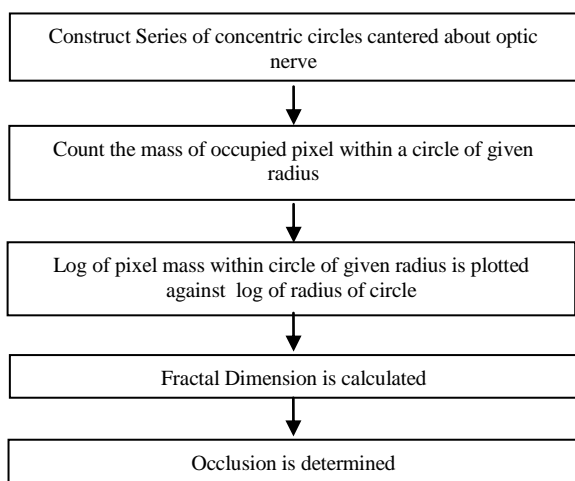 Construct Series of concentric circles cantered about optic
nerve
Count the mass of occupied pixel within a circle of given
radius
Log of pixel mass within circle of given radius is plotted
against log of radius of circle
Fractal Dimension is calculated
Occlusion is determined